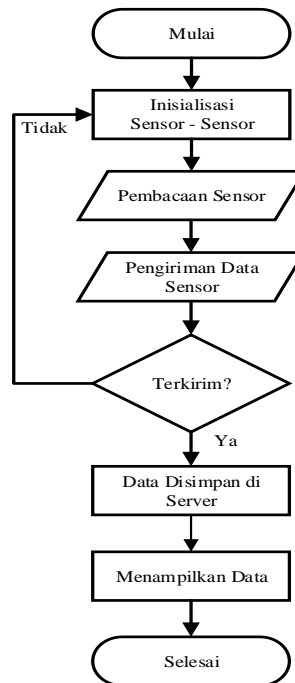 Mulai
Tidak
Inisialisasi
Sensor - Sensor
Pembacaan Sensor
Pengiriman Data
Sensor
Terkirim?
Ya
Data Disimpan di
Server
Menampilkan Data
Selesai